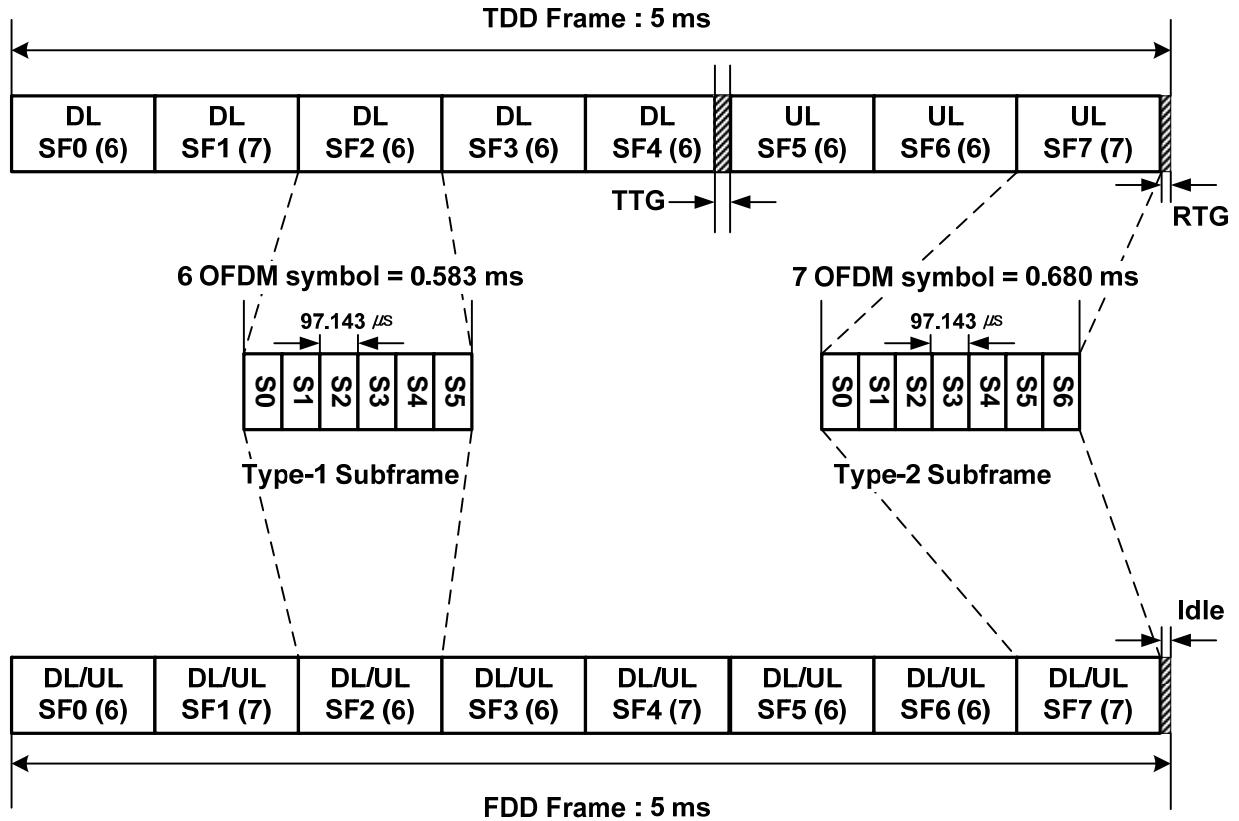 TDD Frame : 5 ms
DL DL DL DL DL UL UL UL
SF0 (6) SF1 (7) SF2 (6) SF3 (6) SF4 (6) SF5 (6) SF6 (6) SF7 (7)
TTG
RTG
6 OFDM symbol = 0.583 ms
7 OFDM symbol = 0.680 ms
97.143 μs
97.143 μs
S0 S1 S2 S3 S4 S5
S0 S1 S2 S3 S4 S5 S6
Type-1 Subframe
Type-2 Subframe
Idle
DL/UL DL/UL DL/UL DL/UL DL/UL DL/UL DL/UL DL/UL
SF0 (6) SF1 (7) SF2 (6) SF3 (6) SF4 (7) SF5 (6) SF6 (6) SF7 (7)
FDD Frame : 5 ms